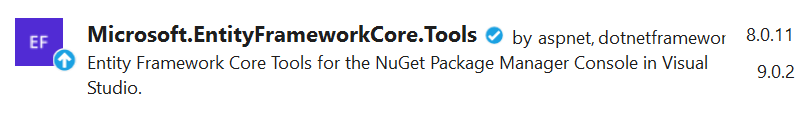 EF
Microsoft.EntityFrameworkCore.Tools by aspnet, dotnetframewor 8.0.11
Entity Framework Core Tools for the NuGet Package Manager Console in Visual 9.0.2
Studio.